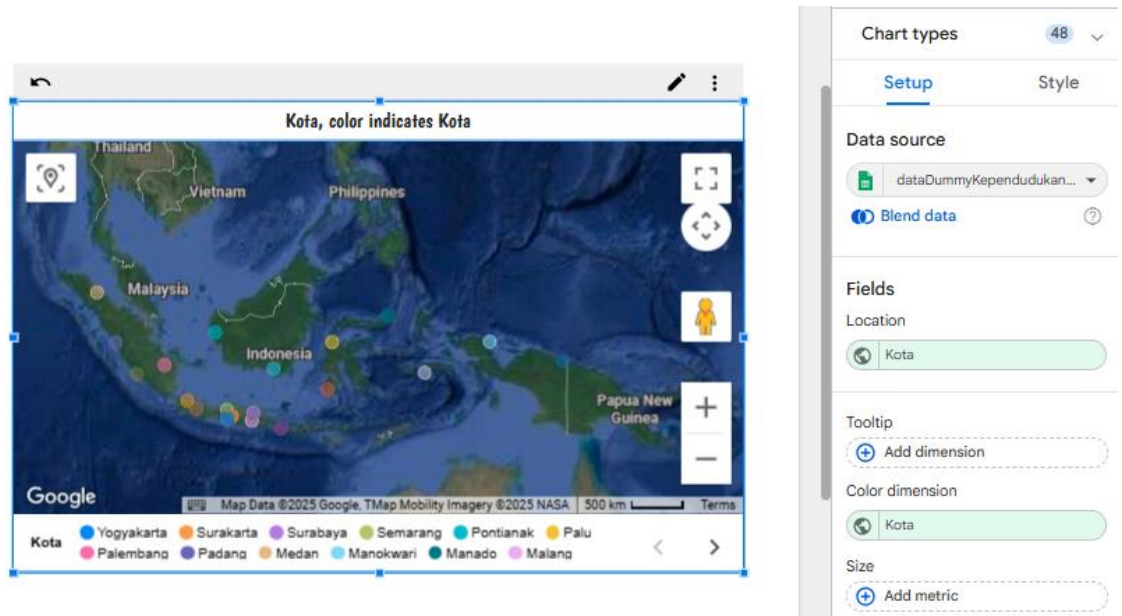 Kota, color indicates Kota
Thailand
Vietnam
Philippines
Malaysia
Indonesia
Papua New
Guinea
Google
Map Data ©2025 Google, TMap Mobility Imagery ©2025 NASA
500 km
Terms
Kota
Yogyakarta
Surakarta
Surabaya
Semarang
Pontianak
Palu
Palembang
Padang
Medan
Manokwari
Manado
Malang
Chart types
48
Setup
Style
Data source
dataDummyKependudukan...
Blend data
Fields
Location
Kota
Tooltip
Add dimension
Color dimension
Kota
Size
Add metric